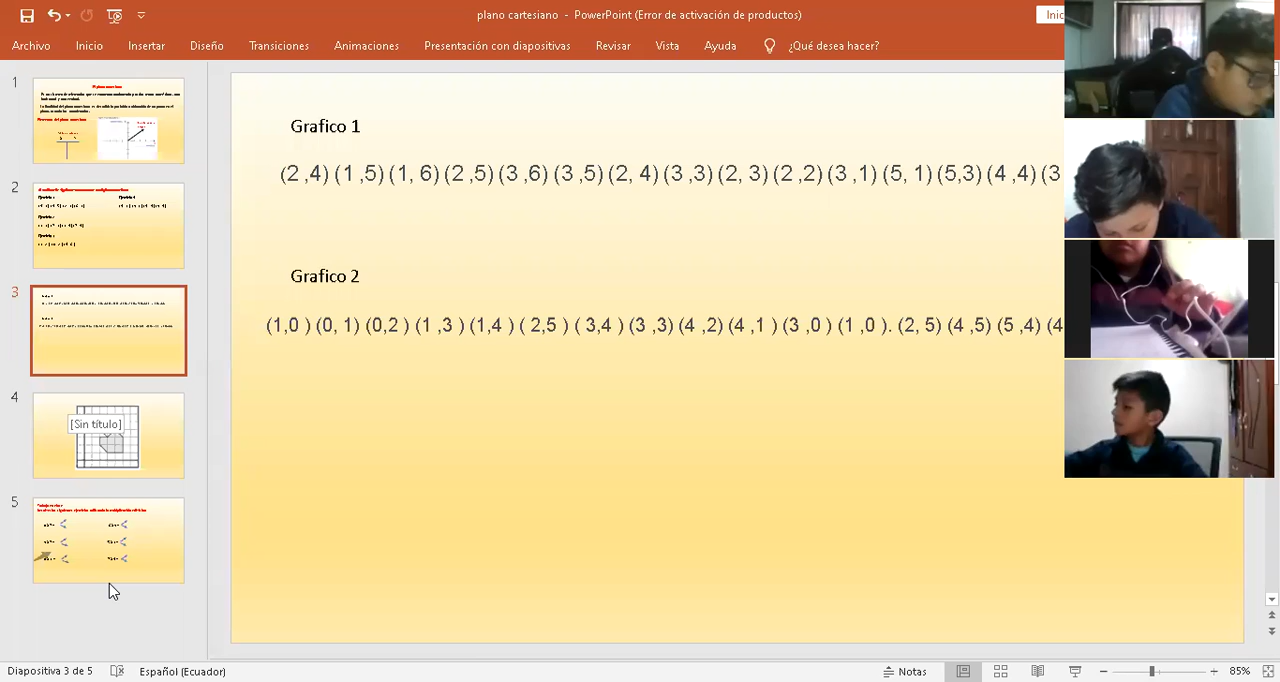 plano cartesiano - PowerPoint (Error de activación de productos)
Inic
Archivo Inicio Insertar Diseño Transiciones Animaciones Presentación con diapositivas Revisar Vista Ayuda ¿Qué desea hacer?
1
2
3
4
[Sin título]
5
Grafico 1
(2 ,4) (1 ,5) (1, 6) (2 ,5) (3 ,6) (3 ,5) (2, 4) (3 ,3) (2, 3) (2 ,2) (3 ,1) (5, 1) (5,3) (4 ,4) (3
Grafico 2
(1,0 ) (0, 1) (0,2 ) (1 ,3 ) (1,4 ) ( 2,5 ) ( 3,4 ) (3 ,3) (4 ,2) (4 ,1 ) (3 ,0 ) (1 ,0 ). (2, 5) (4 ,5) (5 ,4) (4
Diapositiva 3 de 5 Español (Ecuador) Notas 85%